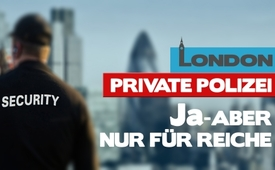 LONDON
PRIVATE POLIZEI
SECURITY
JA-ABER
NUR FÜR REICHE